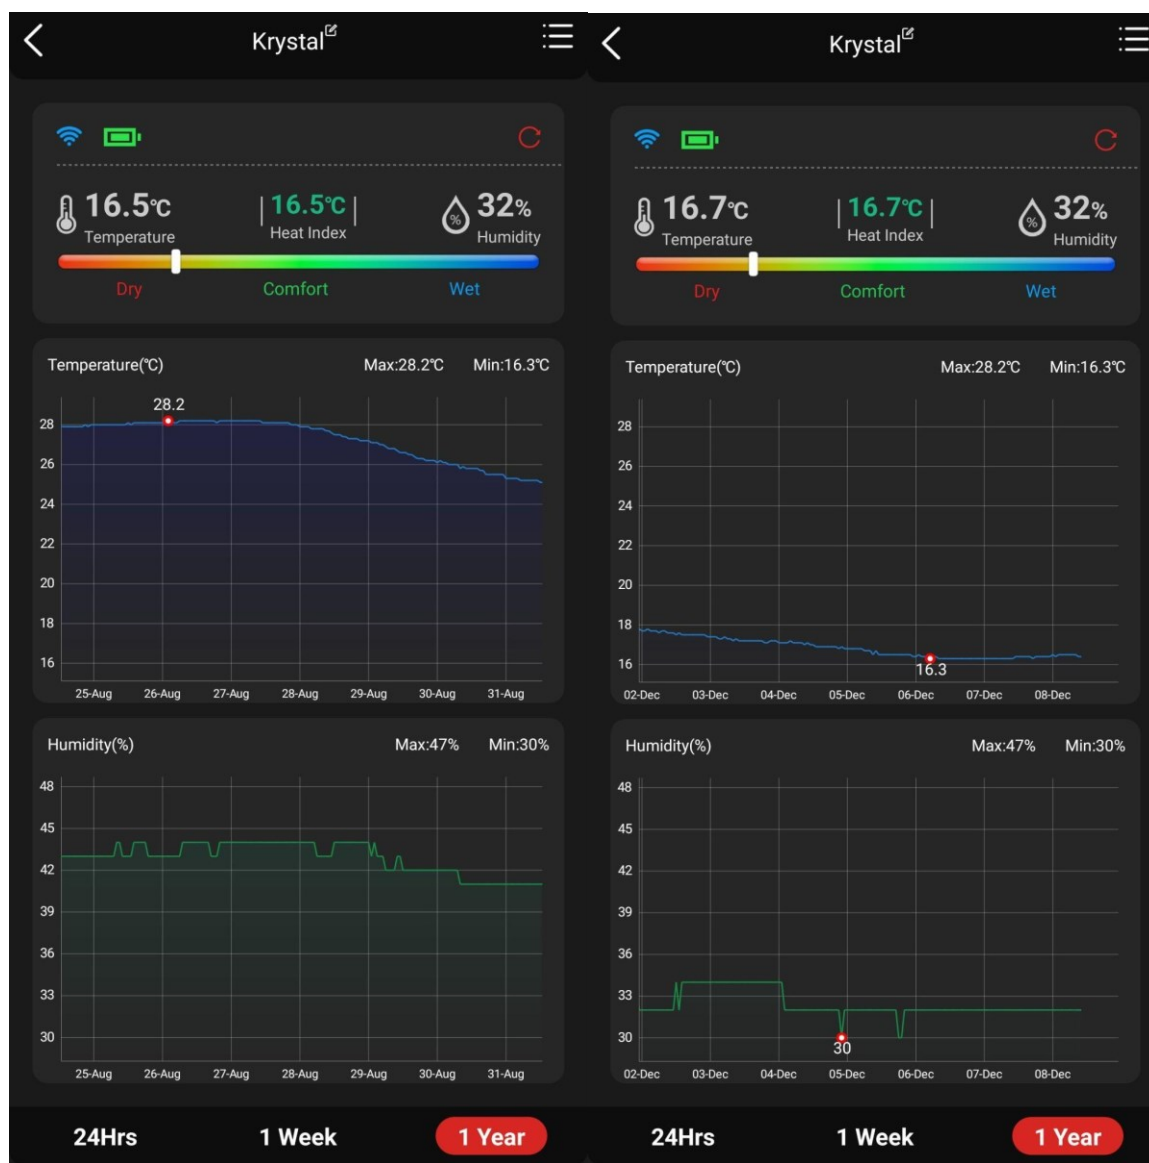 Krystal
16.5℃ | 16.5℃ | 32%
Temperature Heat Index % Humidity
Dry Comfort Wet
Temperature(℃) Max:28.2℃ Min:16.3℃
28.2
28
26
24
22
20
18
16
25-Aug 26-Aug 27-Aug 28-Aug 29-Aug 30-Aug 31-Aug
Humidity(%) Max:47% Min:30%
48
45
42
39
36
33
30
25-Aug 26-Aug 27-Aug 28-Aug 29-Aug 30-Aug 31-Aug
24Hrs 1 Week 1 Year
Krystal
16.7℃ | 16.7℃ | 32%
Temperature Heat Index % Humidity
Dry Comfort Wet
Temperature(℃) Max:28.2℃ Min:16.3℃
28
26
24
22
20
18
16
16.3
02-Dec 03-Dec 04-Dec 05-Dec 06-Dec 07-Dec 08-Dec
Humidity(%) Max:47% Min:30%
48
45
42
39
36
33
30
30
02-Dec 03-Dec 04-Dec 05-Dec 06-Dec 07-Dec 08-Dec
24Hrs 1 Week 1 Year